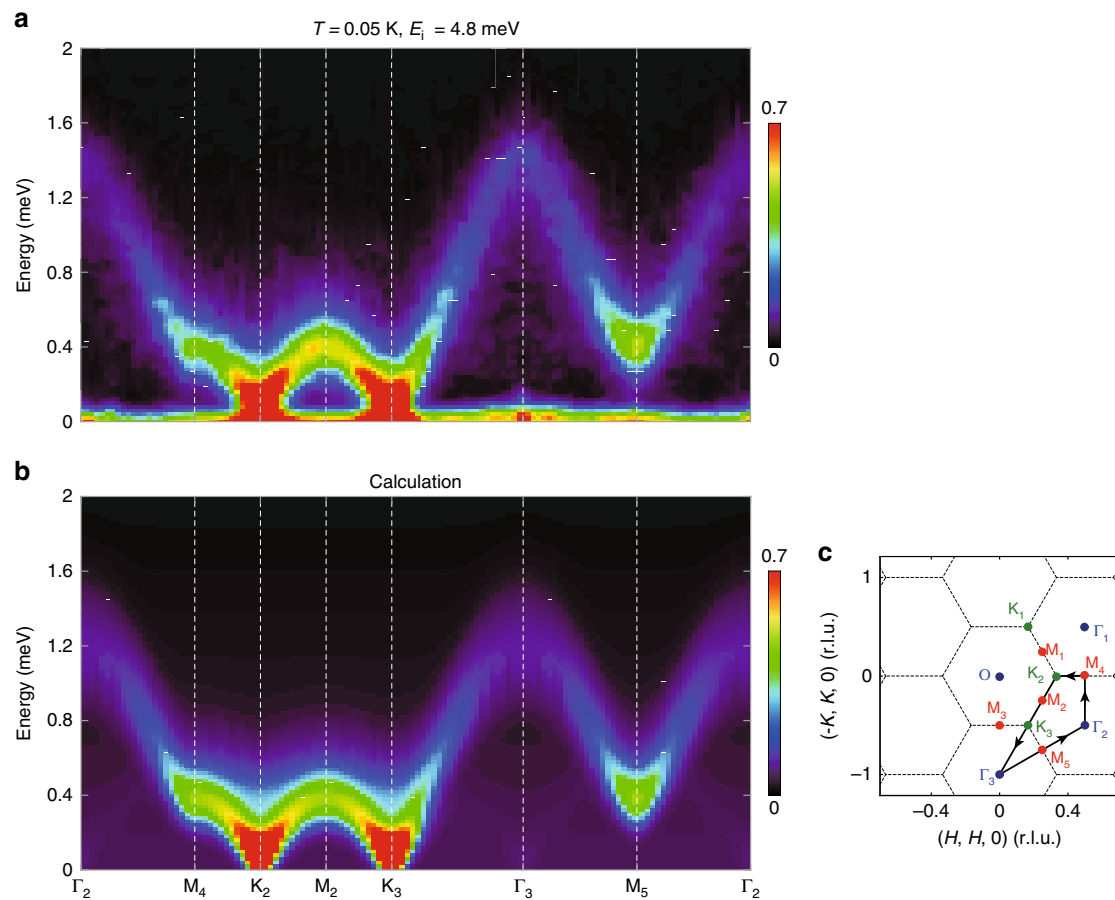 a
T = 0.05 K, Eᵢ = 4.8 meV
2
1.6
1.2
0.8
0.4
0
Energy (meV)
0.7
0
b
Calculation
2
1.6
1.2
0.8
0.4
0
Energy (meV)
0.7
0
Γ₂ M₄ K₂ M₂ K₃ Γ₃ M₅ Γ₂
c
1
0
−1
(-K, K, 0) (r.l.u.)
K₁
Γ₁
M₁
M₄
O
K₂
M₂
M₃
K₃
Γ₂
M₅
Γ₃
−0.4 0 0.4
(H, H, 0) (r.l.u.)